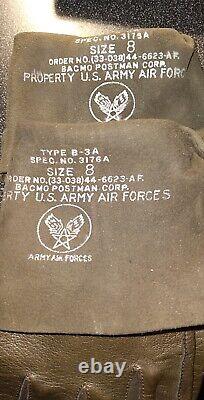 SPEC. NO. 3176A
SIZE 8
ORDER NO. (33-038)44-6623-AF.
BACMO POSTMAN CORP.
PROPERTY U.S. ARMY AIR FORC
TYPE B-3A
SPEC. NO. 3176A
SIZE 8
ORDER NO. (33-038)44-6623-AF.
BACMO POSTMAN CORP.
RTY U.S. ARMY AIR FORCES
ARMY AIR FORCES